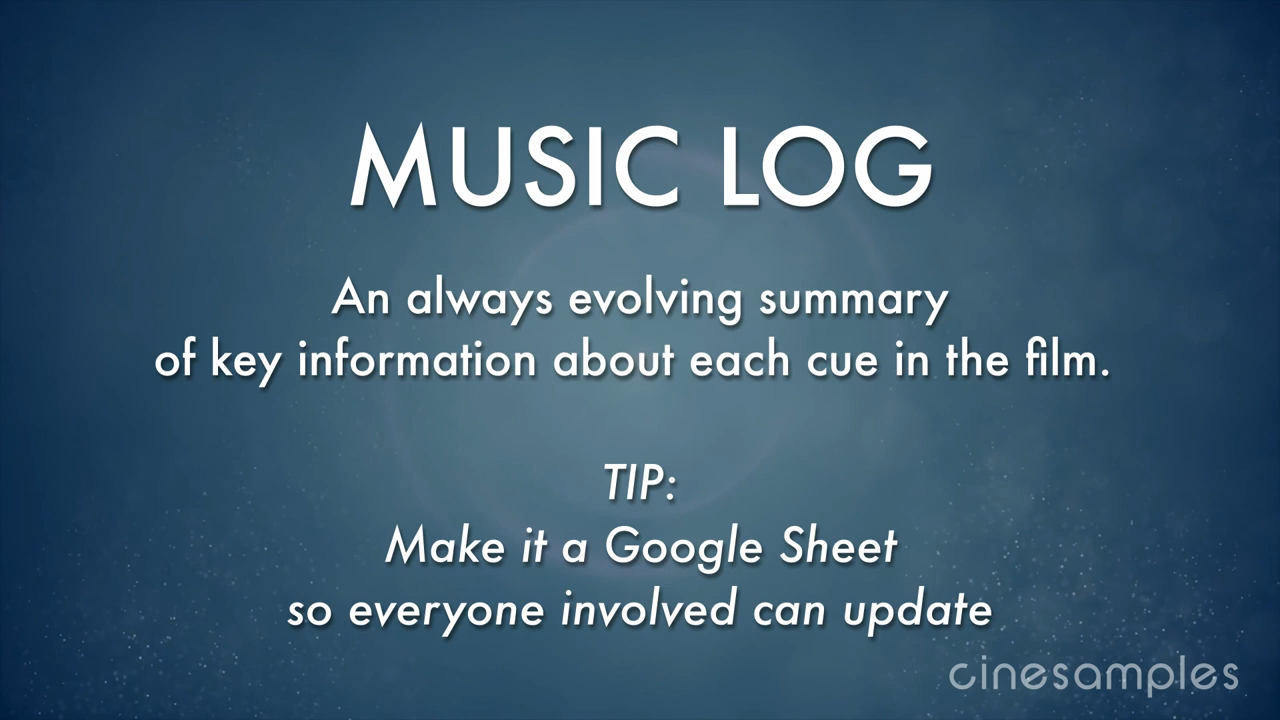 MUSIC LOG
An always evolving summary
of key information about each cue in the film.
TIP:
Make it a Google Sheet
so everyone involved can update
cinesamples